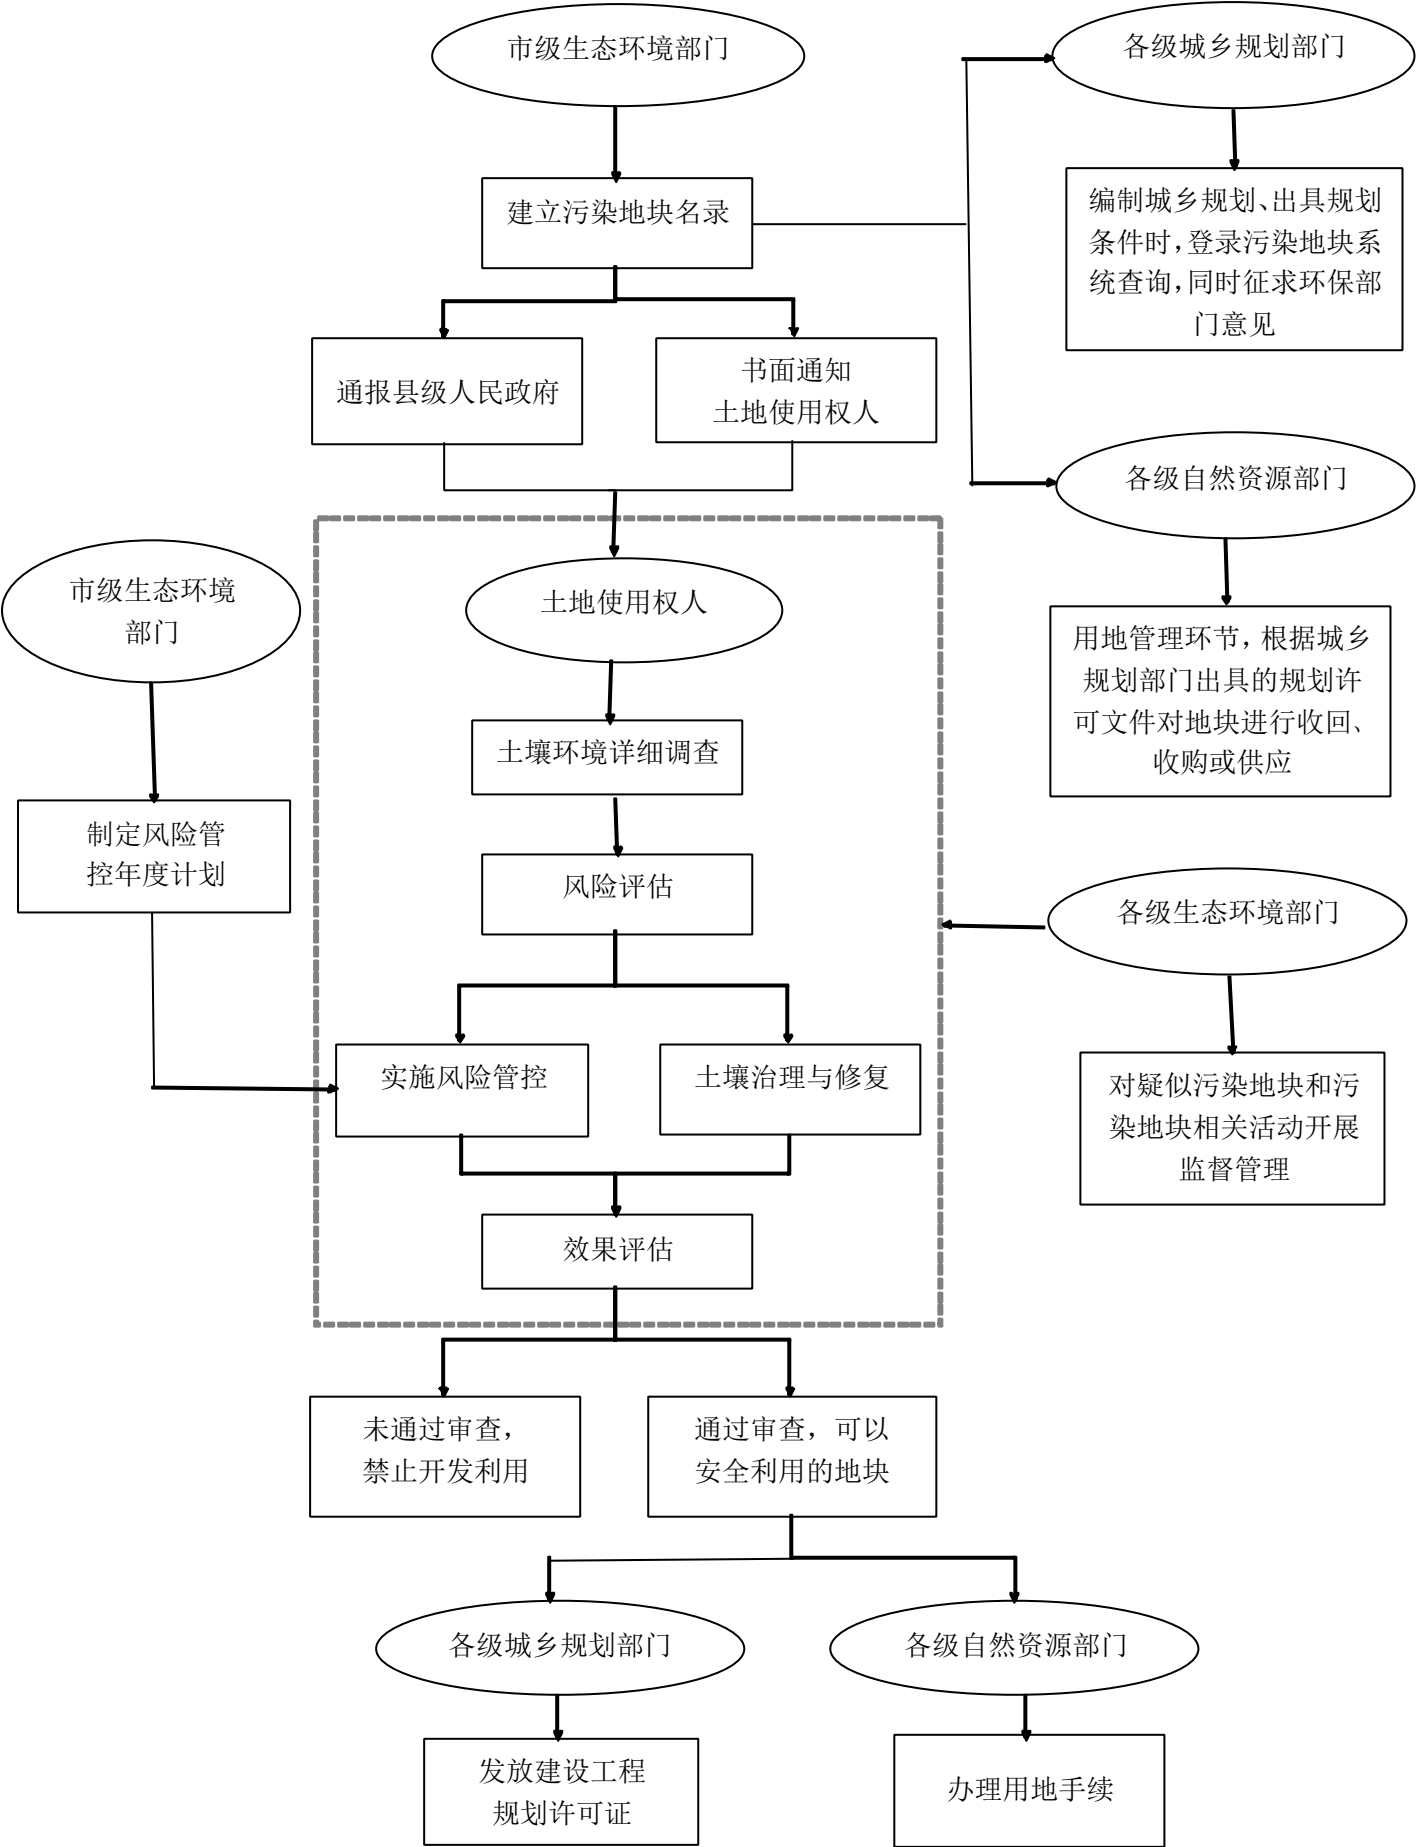 市级生态环境部门
各级城乡规划部门
建立污染地块名录
编制城乡规划、出具规划
条件时，登录污染地块系
统查询，同时征求环保部
门意见
通报县级人民政府
书面通知
土地使用权人
各级自然资源部门
市级生态环境
部门
土地使用权人
用地管理环节，根据城乡
规划部门出具的规划许
可文件对地块进行收回、
收购或供应
土壤环境详细调查
制定风险管
控年度计划
风险评估
各级生态环境部门
实施风险管控
土壤治理与修复
对疑似污染地块和污
染地块相关活动开展
监督管理
效果评估
未通过审查，
禁止开发利用
通过审查，可以
安全利用的地块
各级城乡规划部门
各级自然资源部门
发放建设工程
规划许可证
办理用地手续